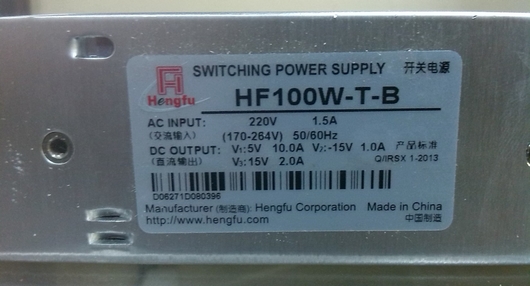 SWITCHING POWER SUPPLY 开关电源
Hengfu
HF100W-T-B
AC INPUT: 220V 1.5A
(交流输入) (170-264V) 50/60Hz
DC OUTPUT: V₁:5V 10.0A V₂:-15V 1.0A 产品标准
(直流输出) V₃:15V 2.0A Q/IRSX 1-2013
D06271D080396
Manufacturer (制造商): Hengfu Corporation Made in China
http://www.hengfu.com 中国制造